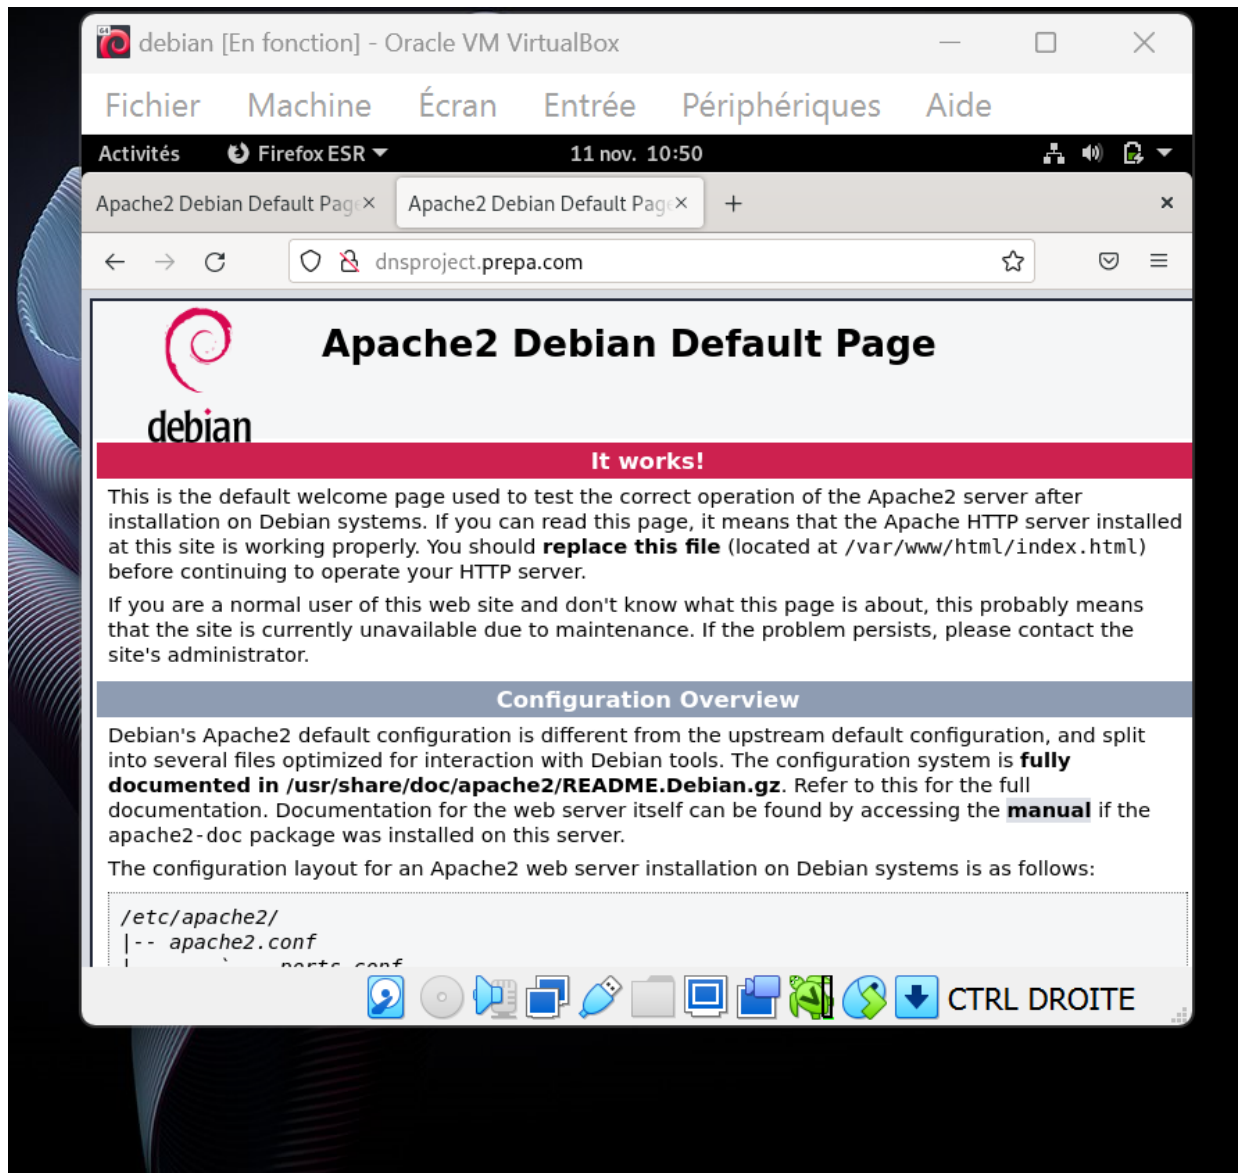 64
debian [En fonction] - Oracle VM VirtualBox
Fichier Machine Écran Entrée Périphériques Aide
Activités Firefox ESR 11 nov. 10:50
Apache2 Debian Default Page Apache2 Debian Default Page
dnsproject.prepa.com
Apache2 Debian Default Page
debian
It works!
This is the default welcome page used to test the correct operation of the Apache2 server after
installation on Debian systems. If you can read this page, it means that the Apache HTTP server installed
at this site is working properly. You should replace this file (located at /var/www/html/index.html)
before continuing to operate your HTTP server.
If you are a normal user of this web site and don't know what this page is about, this probably means
that the site is currently unavailable due to maintenance. If the problem persists, please contact the
site's administrator.
Configuration Overview
Debian's Apache2 default configuration is different from the upstream default configuration, and split
into several files optimized for interaction with Debian tools. The configuration system is fully
documented in /usr/share/doc/apache2/README.Debian.gz. Refer to this for the full
documentation. Documentation for the web server itself can be found by accessing the manual if the
apache2-doc package was installed on this server.
The configuration layout for an Apache2 web server installation on Debian systems is as follows:
/etc/apache2/
|-- apache2.conf
| `-- ports.conf
CTRL DROITE